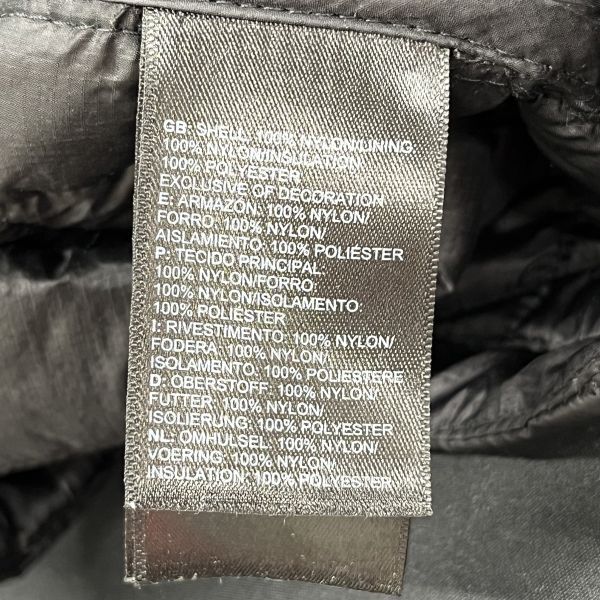 GB: SHELL: 100% NYLON/LINING:
100% NYLON/INSULATION:
100% POLYESTER
EXCLUSIVE OF DECORATION
E: ARMAZÓN: 100% NYLON/
FORRO: 100% NYLON/
AISLAMIENTO: 100% POLIÉSTER
P: TECIDO PRINCIPAL:
100% NYLON/FORRO:
100% NYLON/ISOLAMENTO:
100% POLIESTER
I: RIVESTIMENTO: 100% NYLON/
FODERA: 100% NYLON/
ISOLAMENTO: 100% POLIESTERE
D: OBERSTOFF: 100% NYLON/
FUTTER: 100% NYLON/
ISOLIERUNG: 100% POLYESTER
NL: OMHULSEL: 100% NYLON/
VOERING: 100% NYLON/
INSULATION: 100% POLYESTER